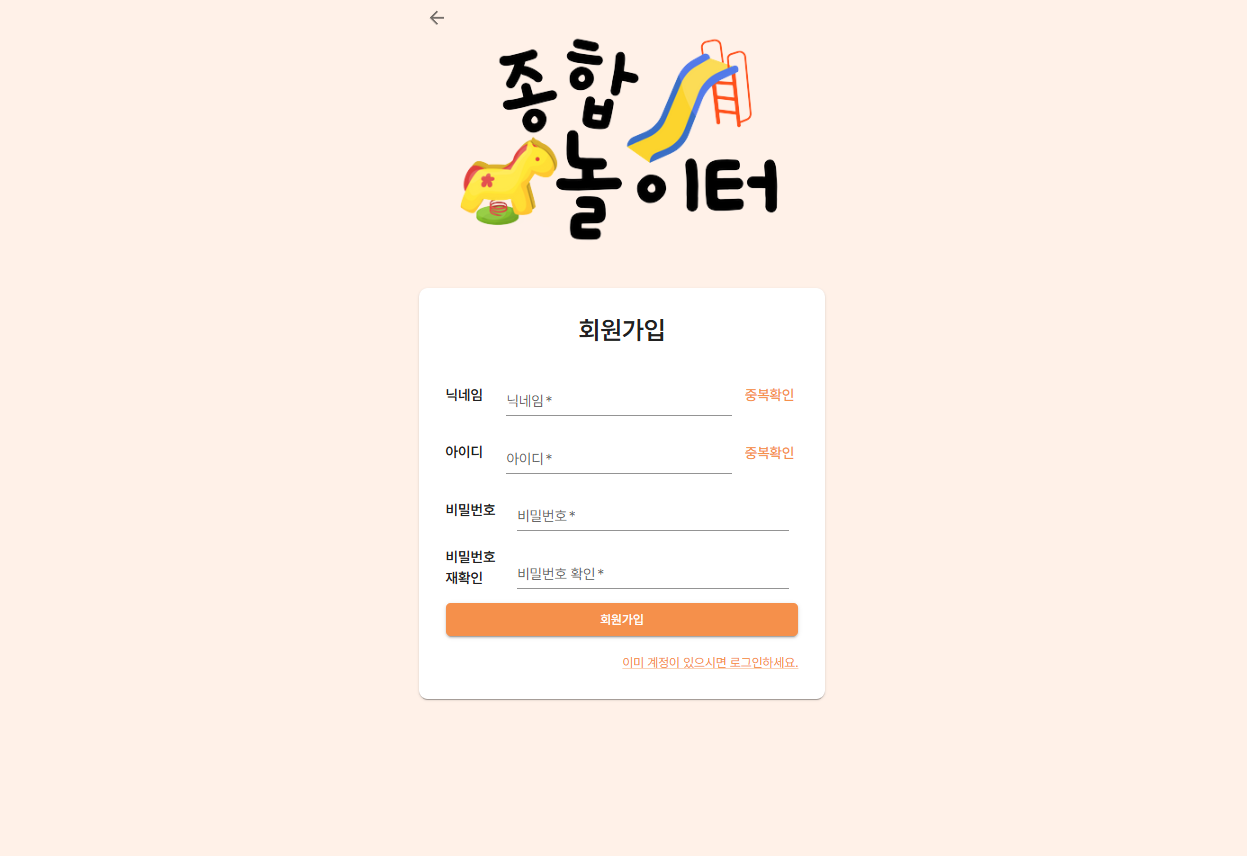 종합
놀이터
회원가입
닉네임 닉네임 * 중복확인
아이디 아이디 * 중복확인
비밀번호 비밀번호 *
비밀번호
재확인 비밀번호 확인 *
회원가입
이미 계정이 있으시면 로그인하세요.